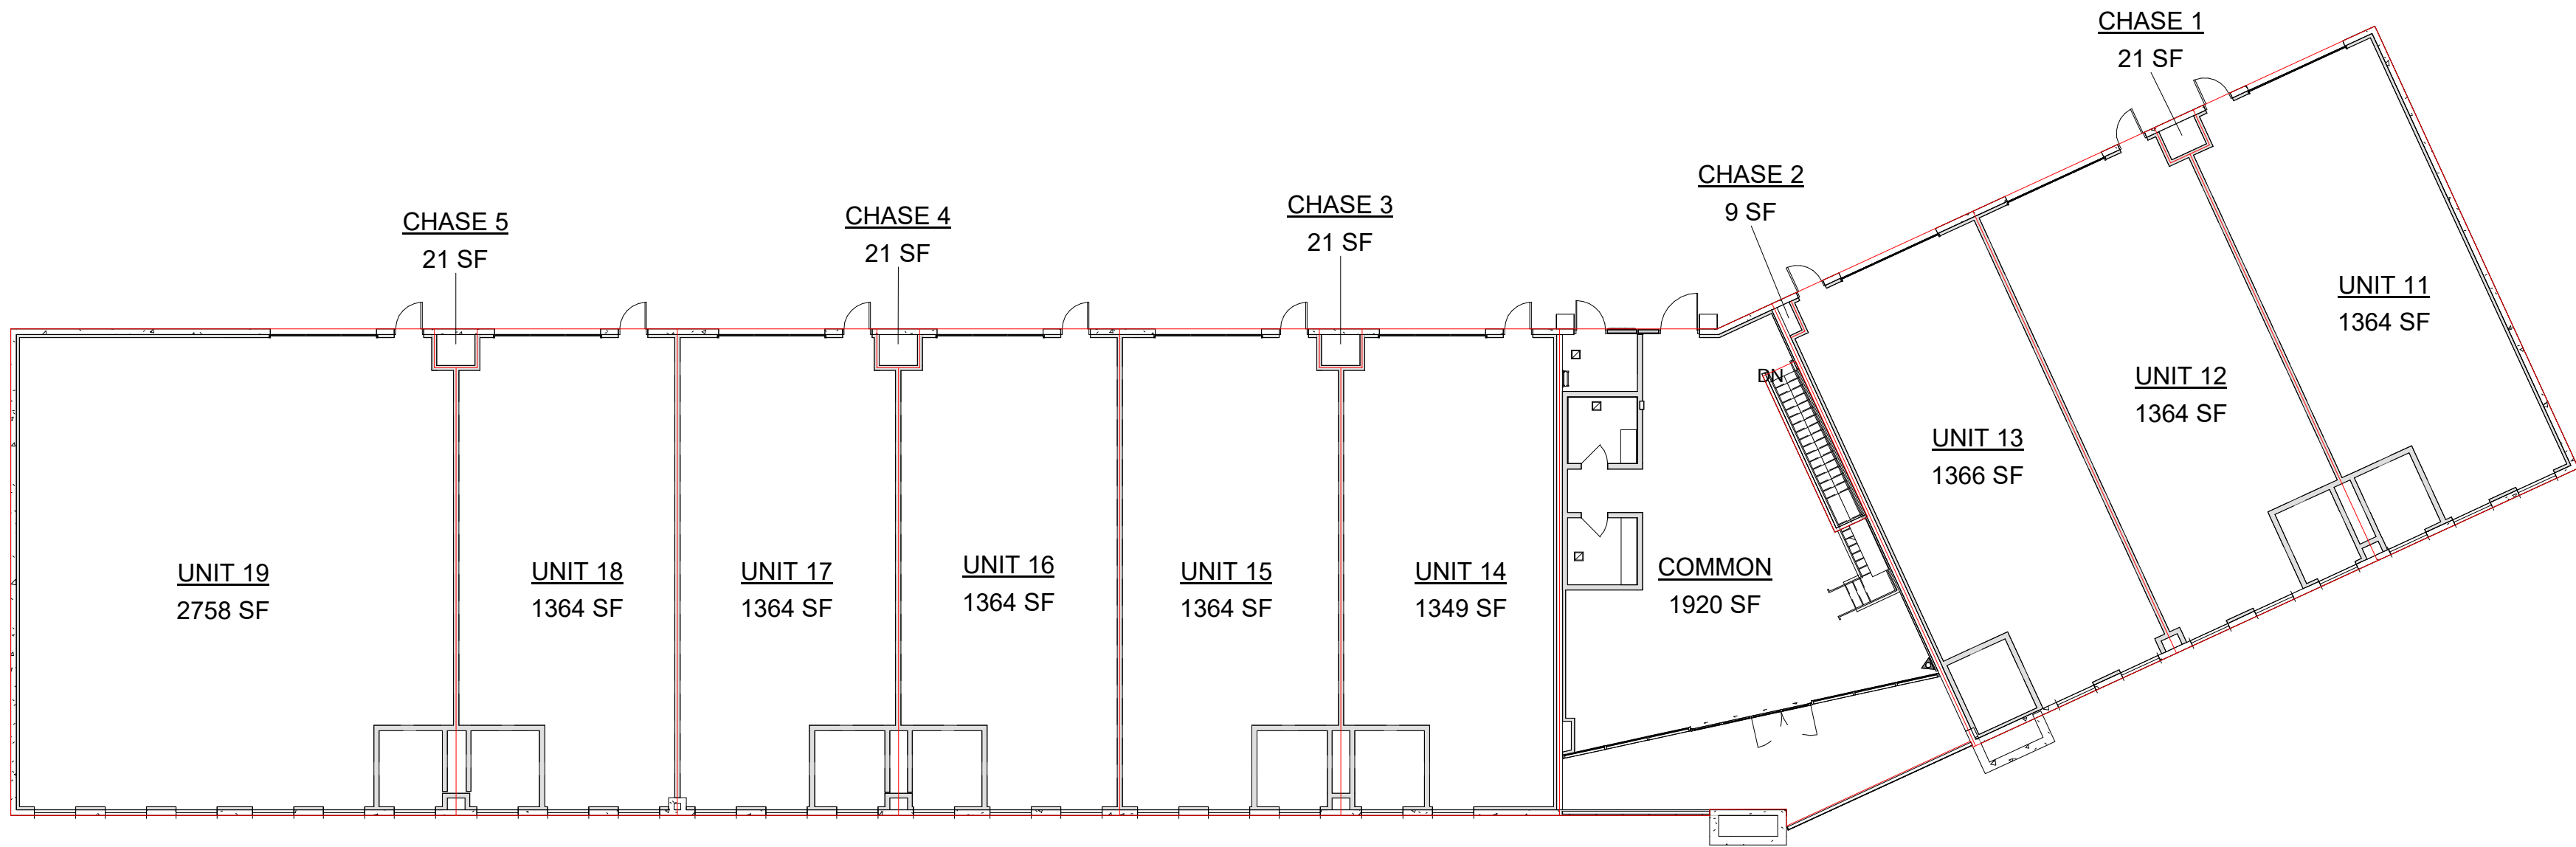 CHASE 1
21 SF
CHASE 2
9 SF
CHASE 3
21 SF
CHASE 4
21 SF
CHASE 5
21 SF
UNIT 11
1364 SF
UNIT 12
1364 SF
UNIT 13
1366 SF
DN
UNIT 19
2758 SF
UNIT 18
1364 SF
UNIT 17
1364 SF
UNIT 16
1364 SF
UNIT 15
1364 SF
UNIT 14
1349 SF
COMMON
1920 SF